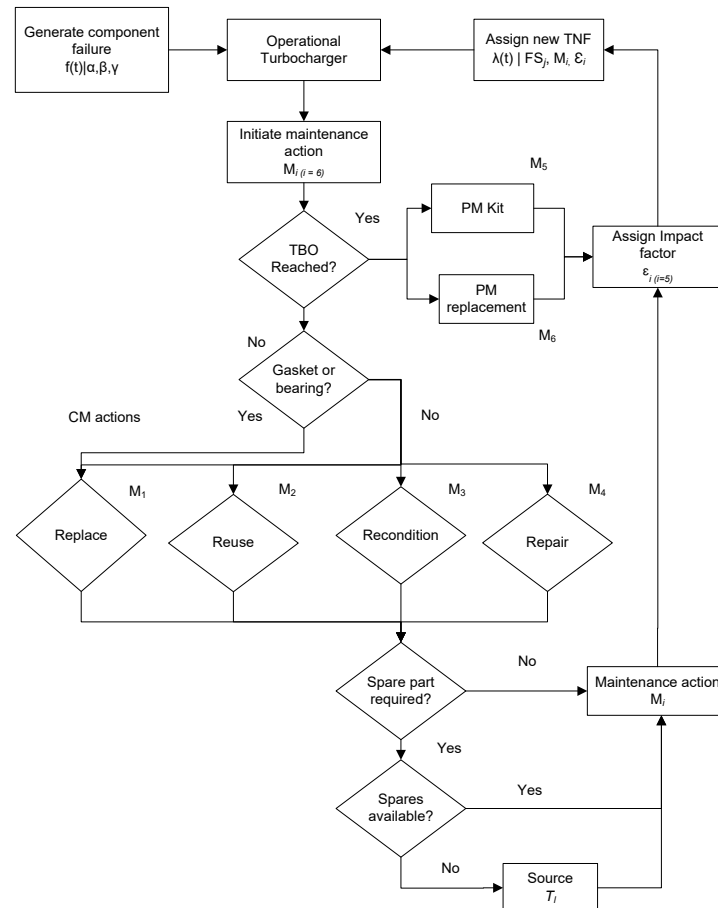 Generate component
failure
f(t)|α,β,γ
Operational
Turbocharger
Assign new TNF
λ(t) | FSj, Mi, Ɛi
Initiate maintenance
action
Mi (i = 6)
M5
Yes
PM Kit
TBO
Reached?
Assign Impact
factor
εi (i=5)
PM
replacement
M6
No
Gasket or
bearing?
CM actions
Yes
No
M1
M2
M3
M4
Replace
Reuse
Recondition
Repair
No
Spare part
required?
Maintenance action
Mi
Yes
Spares
available?
Yes
No
Source
Tl